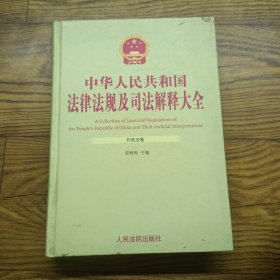 中华人民共和国
法律法规及司法解释大全
A Collection of Laws and Regulations of
the People's Republic of China and Their Judicial Interpretations
行政法卷
主编
人民法院出版社